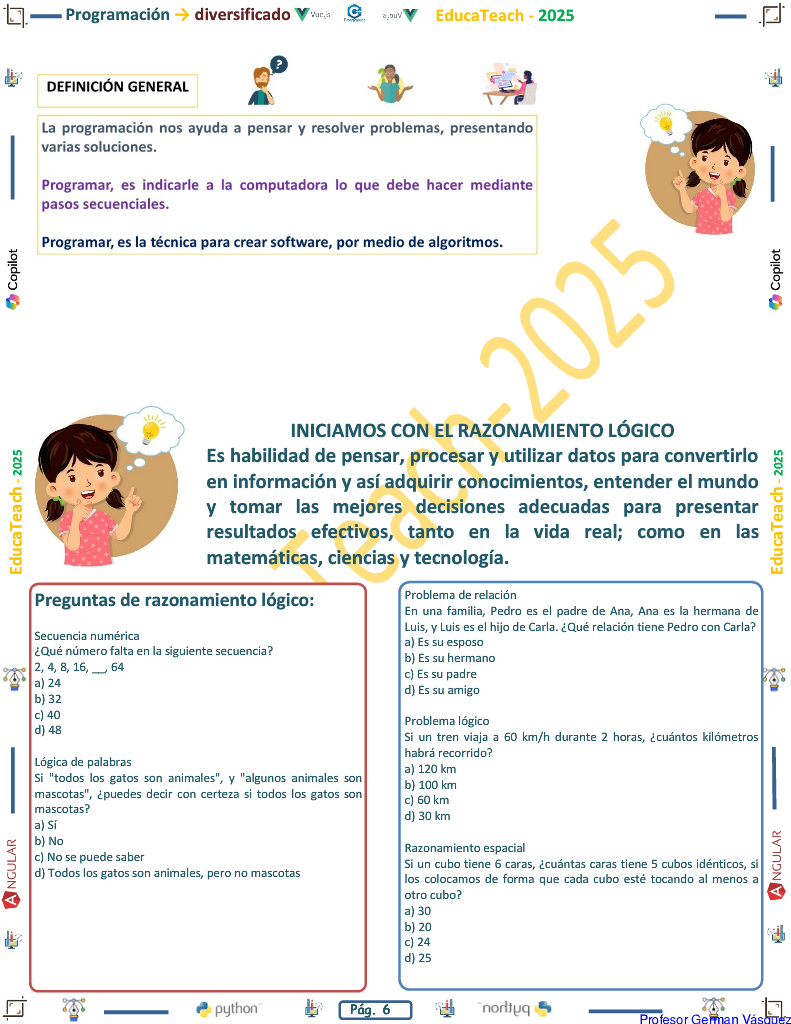 Programación → diversificado Vue.js EducaTeach - 2025
DEFINICIÓN GENERAL
La programación nos ayuda a pensar y resolver problemas, presentando
varias soluciones.
Programar, es indicarle a la computadora lo que debe hacer mediante
pasos secuenciales.
Programar, es la técnica para crear software, por medio de algoritmos.
Copilot
Copilot
Teach-2025
INICIAMOS CON EL RAZONAMIENTO LÓGICO
Es habilidad de pensar, procesar y utilizar datos para convertirlo
en información y así adquirir conocimientos, entender el mundo
y tomar las mejores decisiones adecuadas para presentar
resultados efectivos, tanto en la vida real; como en las
matemáticas, ciencias y tecnología.
EducaTeach - 2025
EducaTeach - 2025
Preguntas de razonamiento lógico:
Secuencia numérica
¿Qué número falta en la siguiente secuencia?
2, 4, 8, 16, __, 64
a) 24
b) 32
c) 40
d) 48
Lógica de palabras
Si "todos los gatos son animales", y "algunos animales son
mascotas", ¿puedes decir con certeza si todos los gatos son
mascotas?
a) Sí
b) No
c) No se puede saber
d) Todos los gatos son animales, pero no mascotas
Problema de relación
En una familia, Pedro es el padre de Ana, Ana es la hermana de
Luis, y Luis es el hijo de Carla. ¿Qué relación tiene Pedro con Carla?
a) Es su esposo
b) Es su hermano
c) Es su padre
d) Es su amigo
Problema lógico
Si un tren viaja a 60 km/h durante 2 horas, ¿cuántos kilómetros
habrá recorrido?
a) 120 km
b) 100 km
c) 60 km
d) 30 km
Razonamiento espacial
Si un cubo tiene 6 caras, ¿cuántas caras tiene 5 cubos idénticos, si
los colocamos de forma que cada cubo esté tocando al menos a
otro cubo?
a) 30
b) 20
c) 24
d) 25
ANGULAR
ANGULAR
python
Pág. 6
python
Profesor German Vásquez